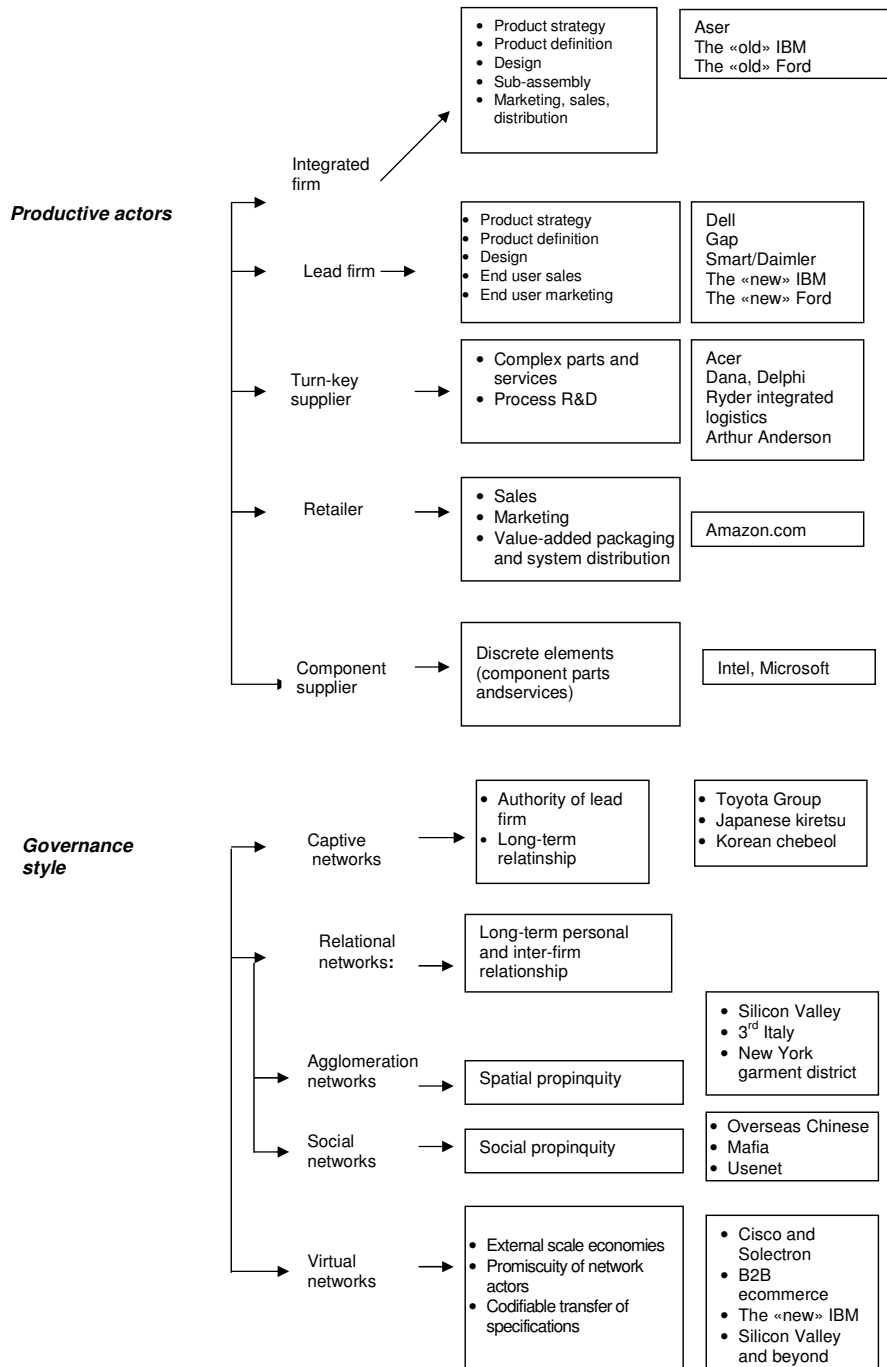 • Product strategy
• Product definition
• Design
• Sub-assembly
• Marketing, sales,
distribution
Aser
The «old» IBM
The «old» Ford
Integrated
firm
Productive actors
Lead firm
• Product strategy
• Product definition
• Design
• End user sales
• End user marketing
Dell
Gap
Smart/Daimler
The «new» IBM
The «new» Ford
Turn-key
supplier
• Complex parts and
services
• Process R&D
Acer
Dana, Delphi
Ryder integrated
logistics
Arthur Anderson
Retailer
• Sales
• Marketing
• Value-added packaging
and system distribution
Amazon.com
Component
supplier
Discrete elements
(component parts
andservices)
Intel, Microsoft
Governance
style
Captive
networks
• Authority of lead
firm
• Long-term
relatinship
• Toyota Group
• Japanese kiretsu
• Korean chebeol
Relational
networks:
Long-term personal
and inter-firm
relationship
Agglomeration
networks
Spatial propinquity
• Silicon Valley
• 3rd Italy
• New York
garment district
Social
networks
Social propinquity
• Overseas Chinese
• Mafia
• Usenet
Virtual
networks
• External scale economies
• Promiscuity of network
actors
• Codifiable transfer of
specifications
• Cisco and
Solectron
• B2B
ecommerce
• The «new» IBM
• Silicon Valley
and beyond